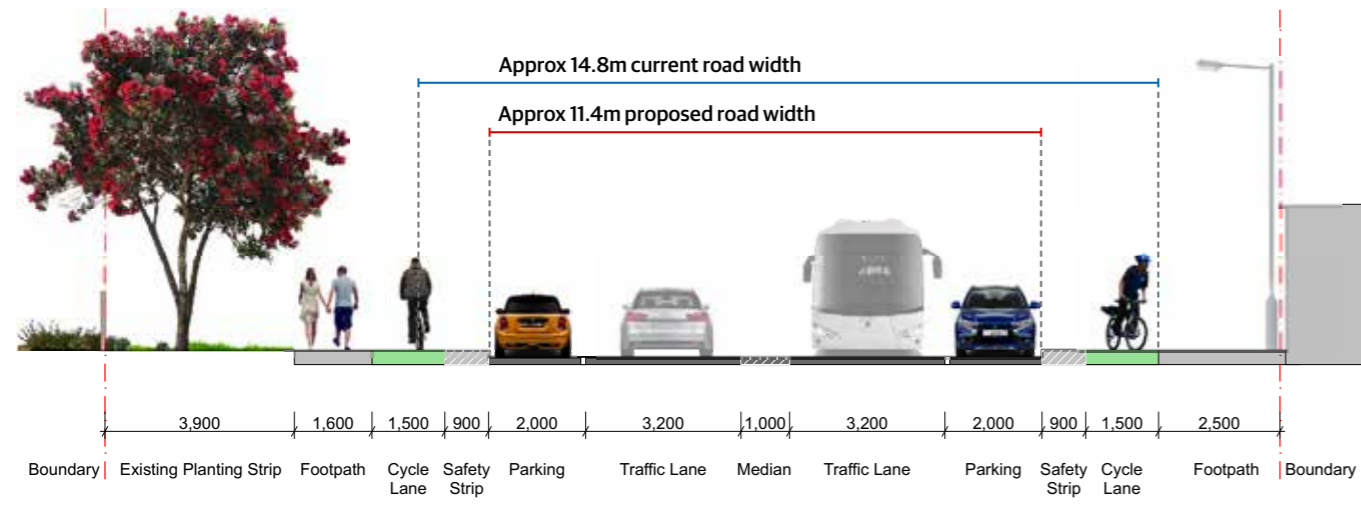 Approx 14.8m current road width
Approx 11.4m proposed road width
3,900 1,600 1,500 900 2,000 3,200 1,000 3,200 2,000 900 1,500 2,500
Boundary Existing Planting Strip Footpath Cycle Safety Parking Traffic Lane Median Traffic Lane Parking Safety Cycle Footpath Boundary
Lane Strip Strip Lane